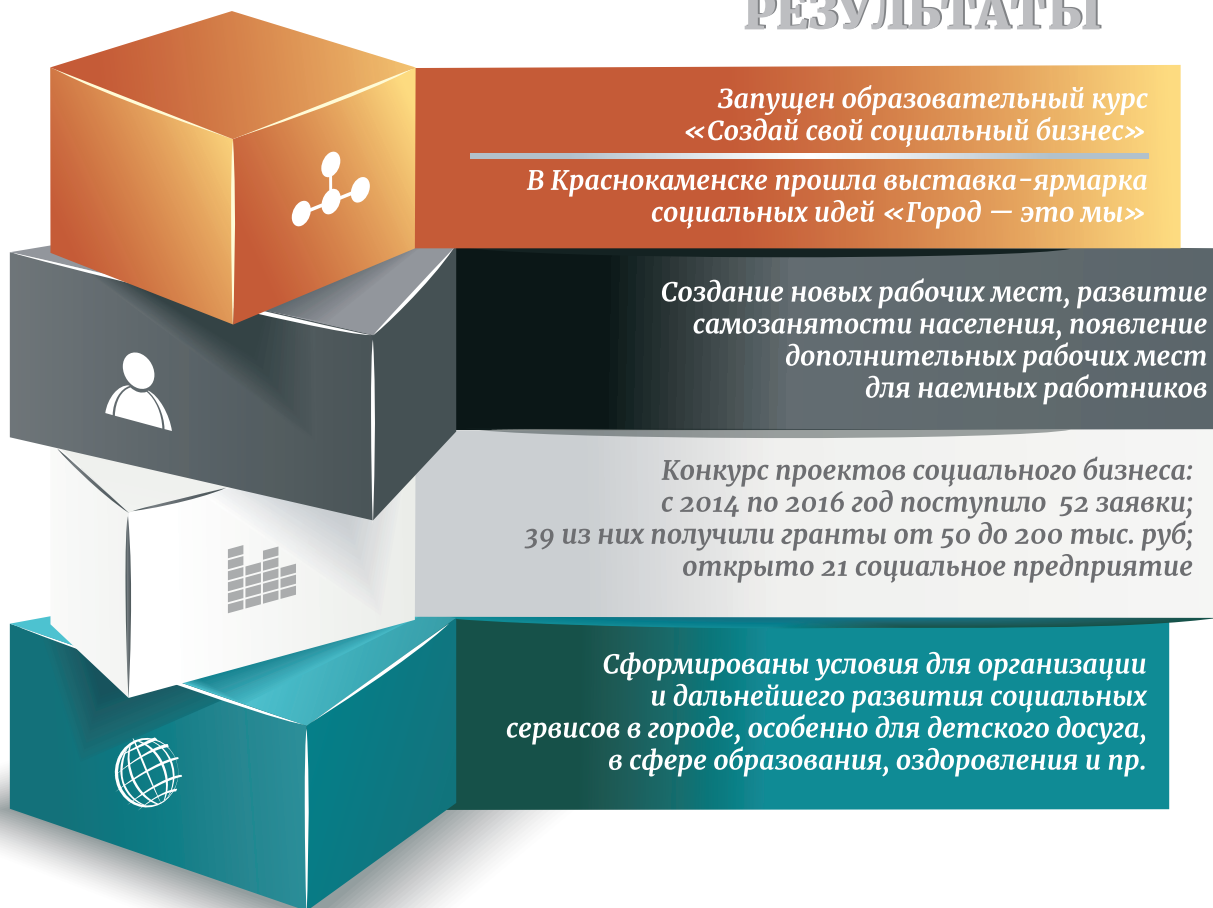 РЕЗУЛЬТАТЫ
Запущен образовательный курс
«Создай свой социальный бизнес»
В Краснокаменске прошла выставка-ярмарка
социальных идей «Город — это мы»
Создание новых рабочих мест, развитие
самозанятости населения, появление
дополнительных рабочих мест
для наемных работников
Конкурс проектов социального бизнеса:
с 2014 по 2016 год поступило 52 заявки;
39 из них получили гранты от 50 до 200 тыс. руб;
открыто 21 социальное предприятие
Сформированы условия для организации
и дальнейшего развития социальных
сервисов в городе, особенно для детского досуга,
в сфере образования, оздоровления и пр.